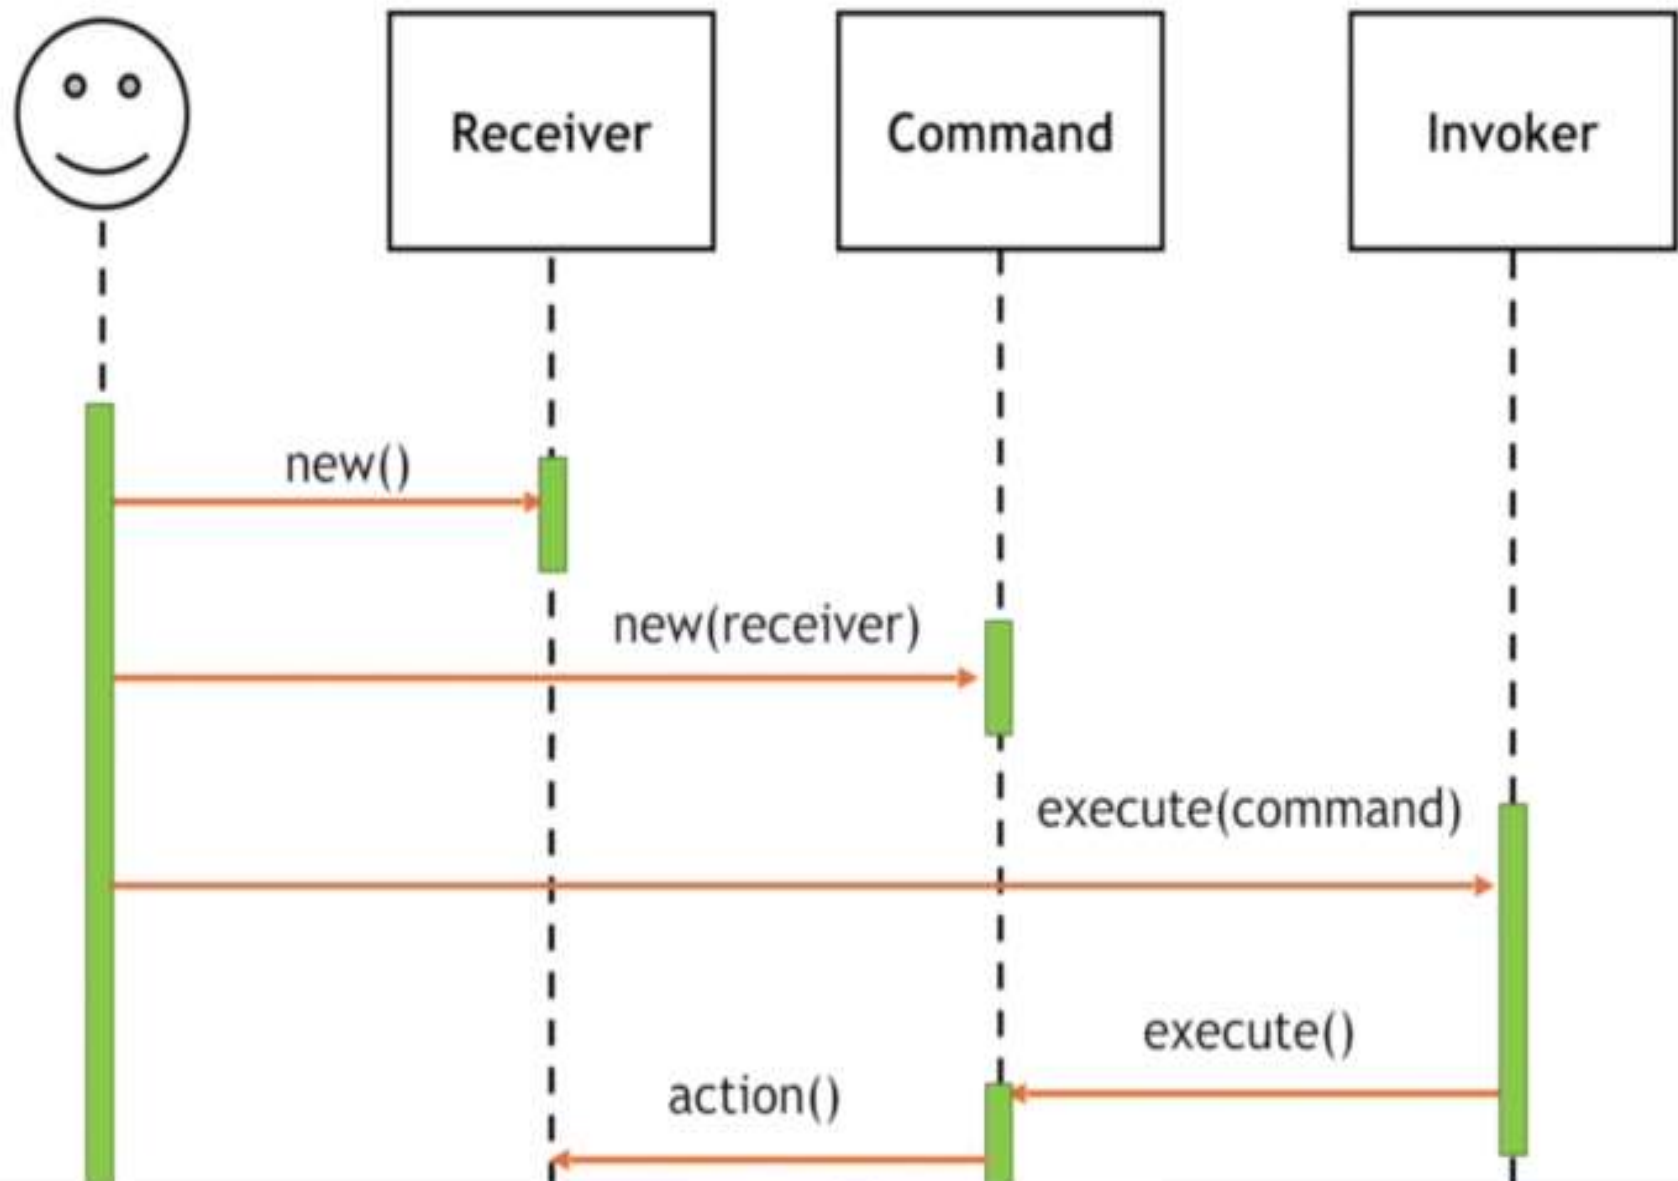 Receiver
Command
Invoker
new()
new(receiver)
execute(command)
execute()
action()